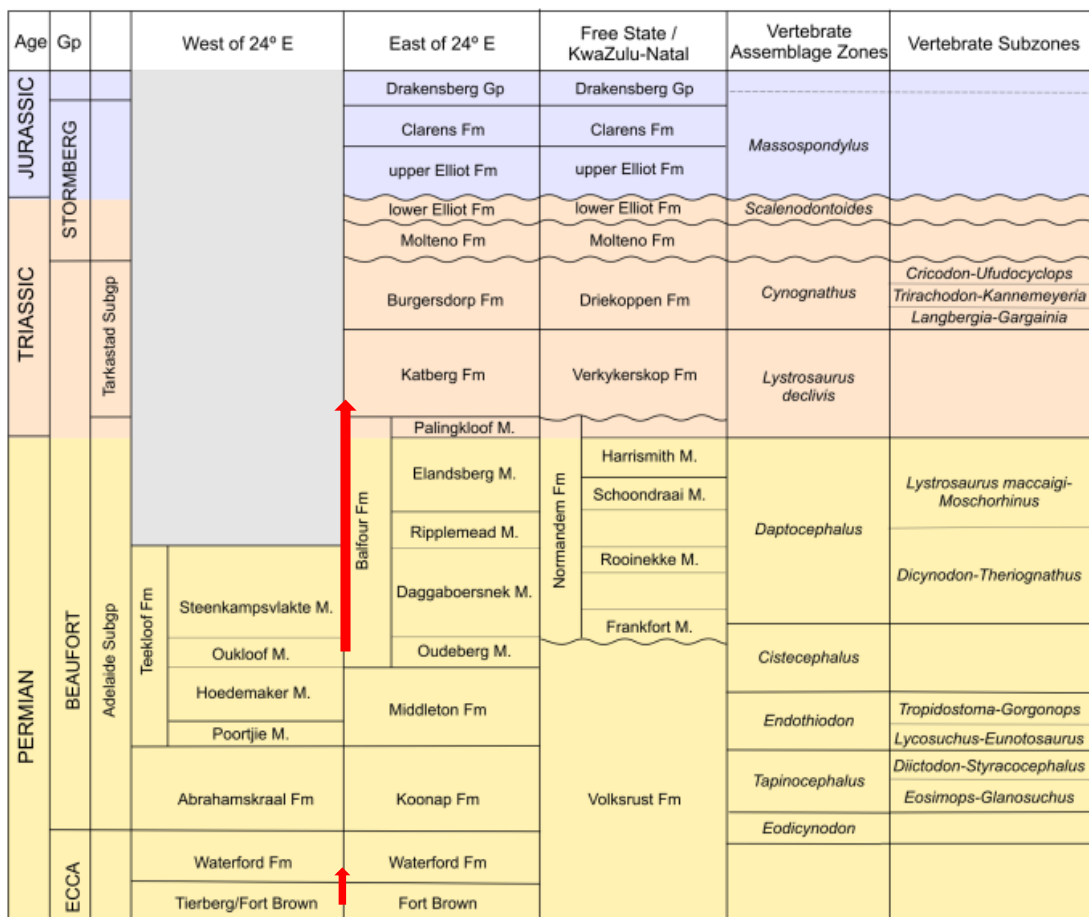 Age
Gp
West of 24º E
East of 24º E
Free State /
KwaZulu-Natal
Vertebrate
Assemblage Zones
Vertebrate Subzones
JURASSIC
TRIASSIC
PERMIAN
STORMBERG
BEAUFORT
ECCA
Tarkastad Subgp
Adelaide Subgp
Teekloof Fm
Steenkampsvlakte M.
Oukloof M.
Hoedemaker M.
Poortjie M.
Abrahamskraal Fm
Waterford Fm
Tierberg/Fort Brown
Drakensberg Gp
Clarens Fm
upper Elliot Fm
lower Elliot Fm
Molteno Fm
Burgersdorp Fm
Katberg Fm
Balfour Fm
Palingkloof M.
Elandsberg M.
Ripplemead M.
Daggaboersnek M.
Oudeberg M.
Middleton Fm
Koonap Fm
Waterford Fm
Fort Brown
Drakensberg Gp
Clarens Fm
upper Elliot Fm
lower Elliot Fm
Molteno Fm
Driekoppen Fm
Verkykerskop Fm
Normandem Fm
Harrismith M.
Schoondraai M.
Rooinekke M.
Frankfort M.
Volksrust Fm
Massospondylus
Scalenodontoides
Cynognathus
Lystrosaurus
declivis
Daptocephalus
Cistecephalus
Endothiodon
Tapinocephalus
Eodicynodon
Cricodon-Ufudocyclops
Trirachodon-Kannemeyeria
Langbergia-Gargainia
Lystrosaurus maccaigi-
Moschorhinus
Dicynodon-Theriognathus
Tropidostoma-Gorgonops
Lycosuchus-Eunotosaurus
Diictodon-Styracocephalus
Eosimops-Glanosuchus